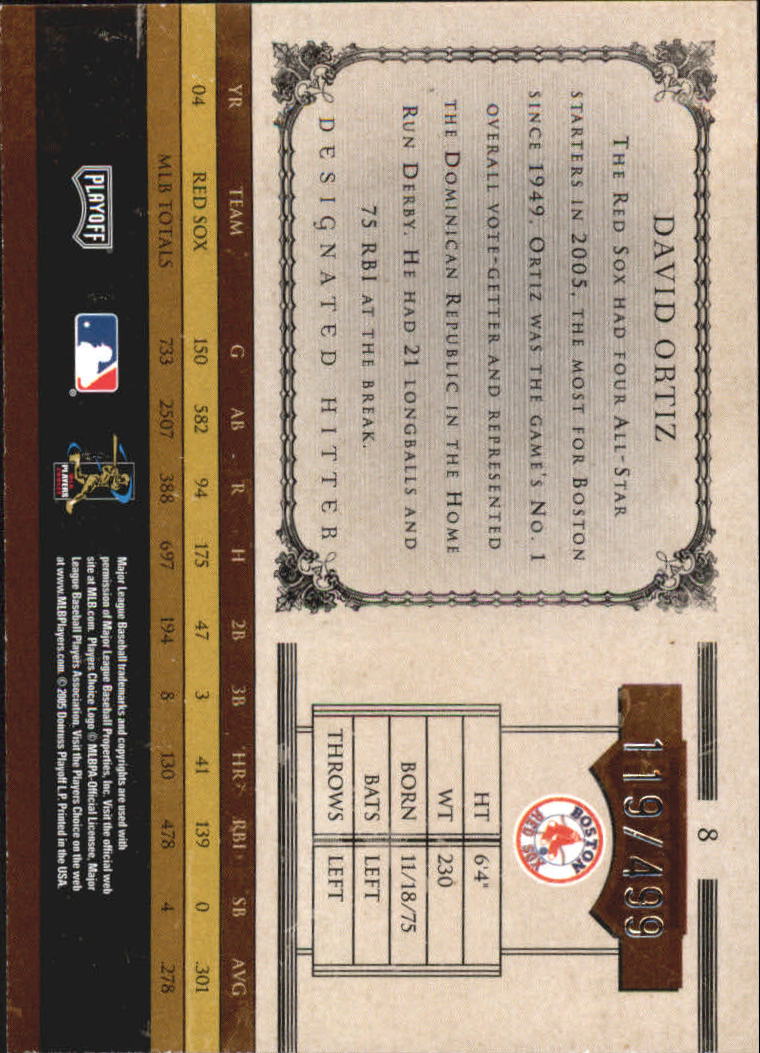 8
DAVID ORTIZ
THE RED SOX HAD FOUR ALL-STAR
STARTERS IN 2005, THE MOST FOR BOSTON
SINCE 1949. ORTIZ WAS THE GAME'S NO. 1
OVERALL VOTE-GETTER AND REPRESENTED
THE DOMINICAN REPUBLIC IN THE HOME
RUN DERBY. HE HAD 21 LONGBALLS AND
75 RBI AT THE BREAK.
DESIGNATED HITTER
119/499
BOSTON
RED SOX
HT 6'4"
WT 230
BORN 11/18/75
BATS LEFT
THROWS LEFT
YR TEAM G AB R H 2B 3B HR RBI SB AVG
04 RED SOX 150 582 94 175 47 3 41 139 0 .301
MLB TOTALS 733 2507 388 697 194 8 130 478 4 .278
PLAYOFF
®
PLAYERS
Major League Baseball trademarks and copyrights are used with
permission of Major League Baseball Properties, Inc. Visit the official web
site at MLB.com. Players Choice Logo © MLBPA-Official Licensee, Major
League Baseball Players Association. Visit the Players Choice on the web
at www.MLBPlayers.com. © 2005 Donruss Playoff L.P. Printed in the USA.